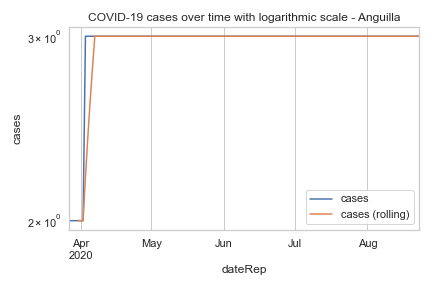 COVID-19 cases over time with logarithmic scale - Anguilla
3 × 10⁰
cases
2 × 10⁰
cases
cases (rolling)
Apr May Jun Jul Aug
2020
dateRep